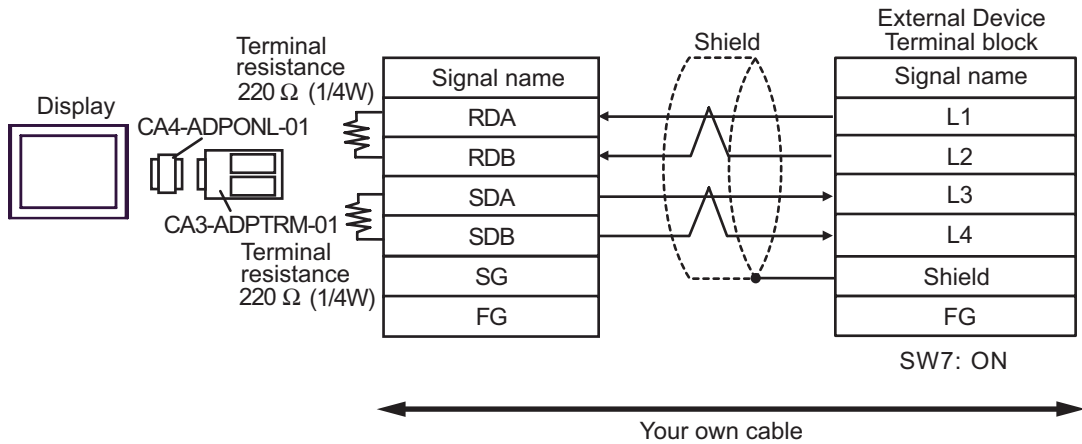 External Device
Terminal block
Shield
Terminal
resistance
220 Ω (1/4W)
Display
CA4-ADPONL-01
CA3-ADPTRM-01
Terminal
resistance
220 Ω (1/4W)
Signal name
RDA
RDB
SDA
SDB
SG
FG
Signal name
L1
L2
L3
L4
Shield
FG
SW7: ON
Your own cable